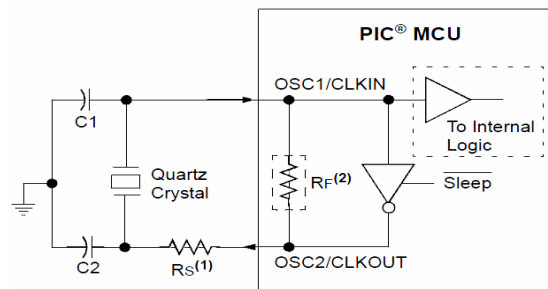 PIC® MCU
C1
OSC1/CLKIN
To Internal
Logic
Quartz
Crystal
RF(2)
Sleep
C2
RS(1)
OSC2/CLKOUT